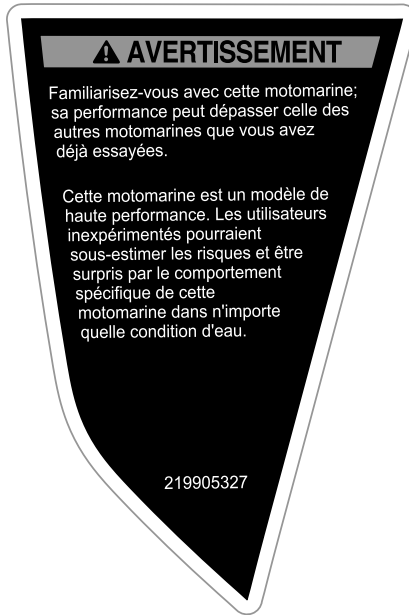 AVERTISSEMENT
Familiarisez-vous avec cette motomarine;
sa performance peut dépasser celle des
autres motomarines que vous avez
déjà essayées.
Cette motomarine est un modèle de
haute performance. Les utilisateurs
inexpérimentés pourraient
sous-estimer les risques et être
surpris par le comportement
spécifique de cette
motomarine dans n'importe
quelle condition d'eau.
219905327